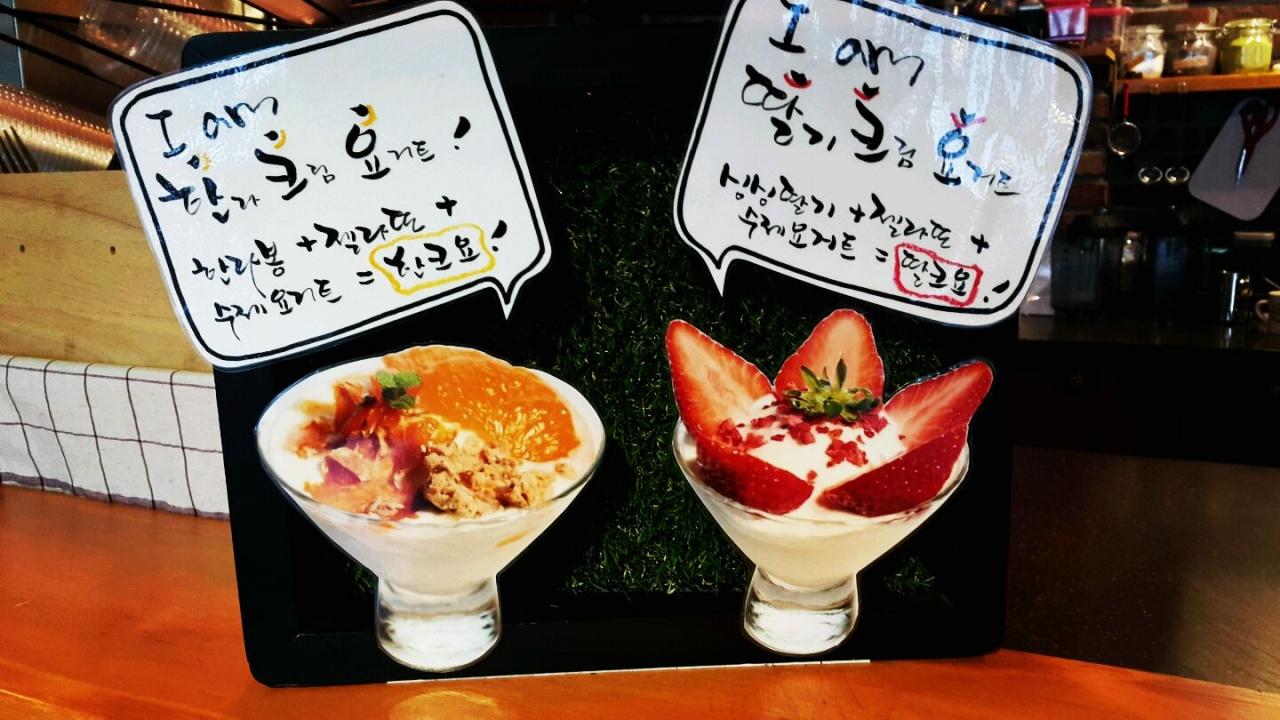 I am
한라 크림 요거트!
한라봉 + 젤라또 +
수제요거트 = 한크요!
I am
딸기 크림 요거트
싱싱딸기 + 젤라또 +
수제요거트 = 딸크요!